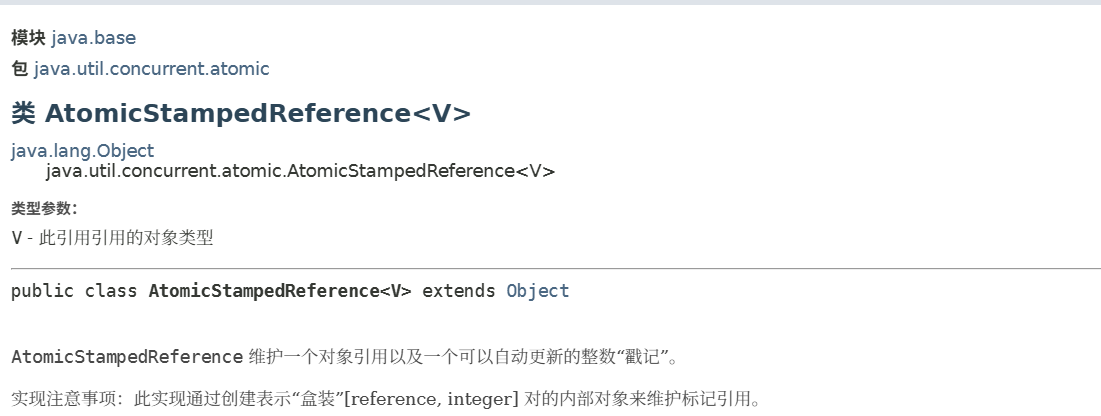 模块 java.base
包 java.util.concurrent.atomic
类 AtomicStampedReference<V>
java.lang.Object
java.util.concurrent.atomic.AtomicStampedReference<V>
类型参数：
V - 此引用引用的对象类型
public class AtomicStampedReference<V> extends Object
AtomicStampedReference 维护一个对象引用以及一个可以自动更新的整数“戳记”。
实现注意事项：此实现通过创建表示“盒装”[reference, integer] 对的内部对象来维护标记引用。